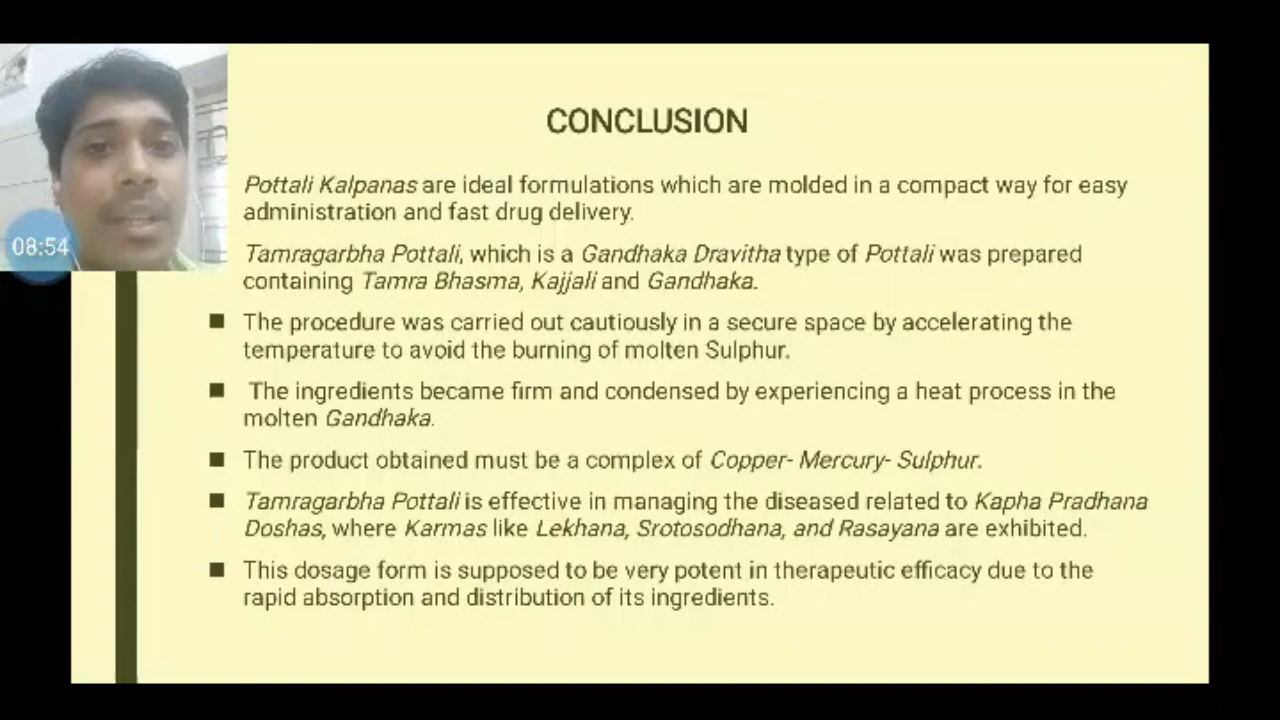 CONCLUSION
Pottali Kalpanas are ideal formulations which are molded in a compact way for easy
administration and fast drug delivery.
Tamragarbha Pottali, which is a Gandhaka Dravitha type of Pottali was prepared
containing Tamra Bhasma, Kajjali and Gandhaka.
■ The procedure was carried out cautiously in a secure space by accelerating the
temperature to avoid the burning of molten Sulphur.
■ The ingredients became firm and condensed by experiencing a heat process in the
molten Gandhaka.
■ The product obtained must be a complex of Copper- Mercury- Sulphur.
■ Tamragarbha Pottali is effective in managing the diseased related to Kapha Pradhana
Doshas, where Karmas like Lekhana, Srotosodhana, and Rasayana are exhibited.
■ This dosage form is supposed to be very potent in therapeutic efficacy due to the
rapid absorption and distribution of its ingredients.
08:54